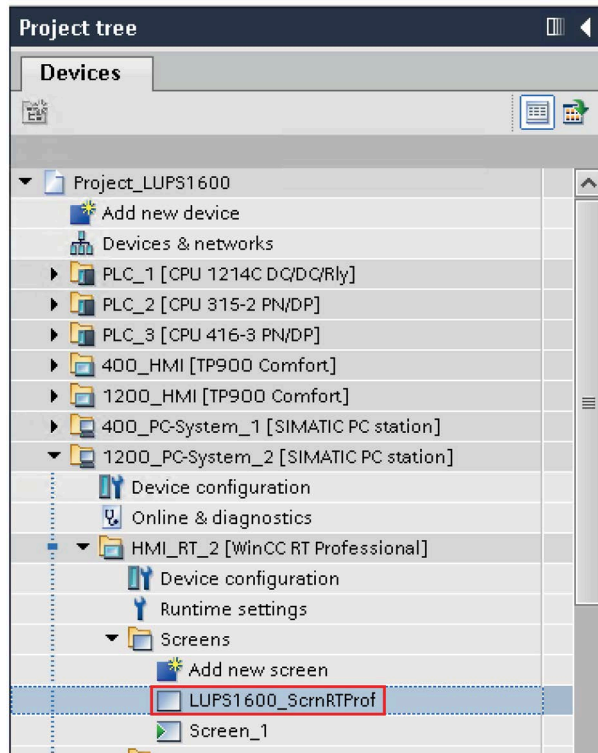 Project tree
Devices
Project_LUPS1600
Add new device
Devices & networks
PLC_1 [CPU 1214C DC/DC/Rly]
PLC_2 [CPU 315-2 PN/DP]
PLC_3 [CPU 416-3 PN/DP]
400_HMI [TP900 Comfort]
1200_HMI [TP900 Comfort]
400_PC-System_1 [SIMATIC PC station]
1200_PC-System_2 [SIMATIC PC station]
Device configuration
Online & diagnostics
HMI_RT_2 [WinCC RT Professional]
Device configuration
Runtime settings
Screens
Add new screen
LUPS1600_ScrnRTProf
Screen_1